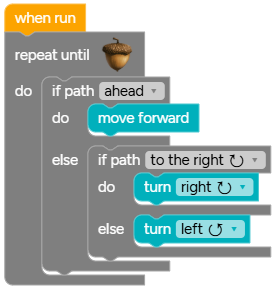 when run
repeat until
do if path ahead
do move forward
else if path to the right ↻
do turn right ↻
else turn left ↺